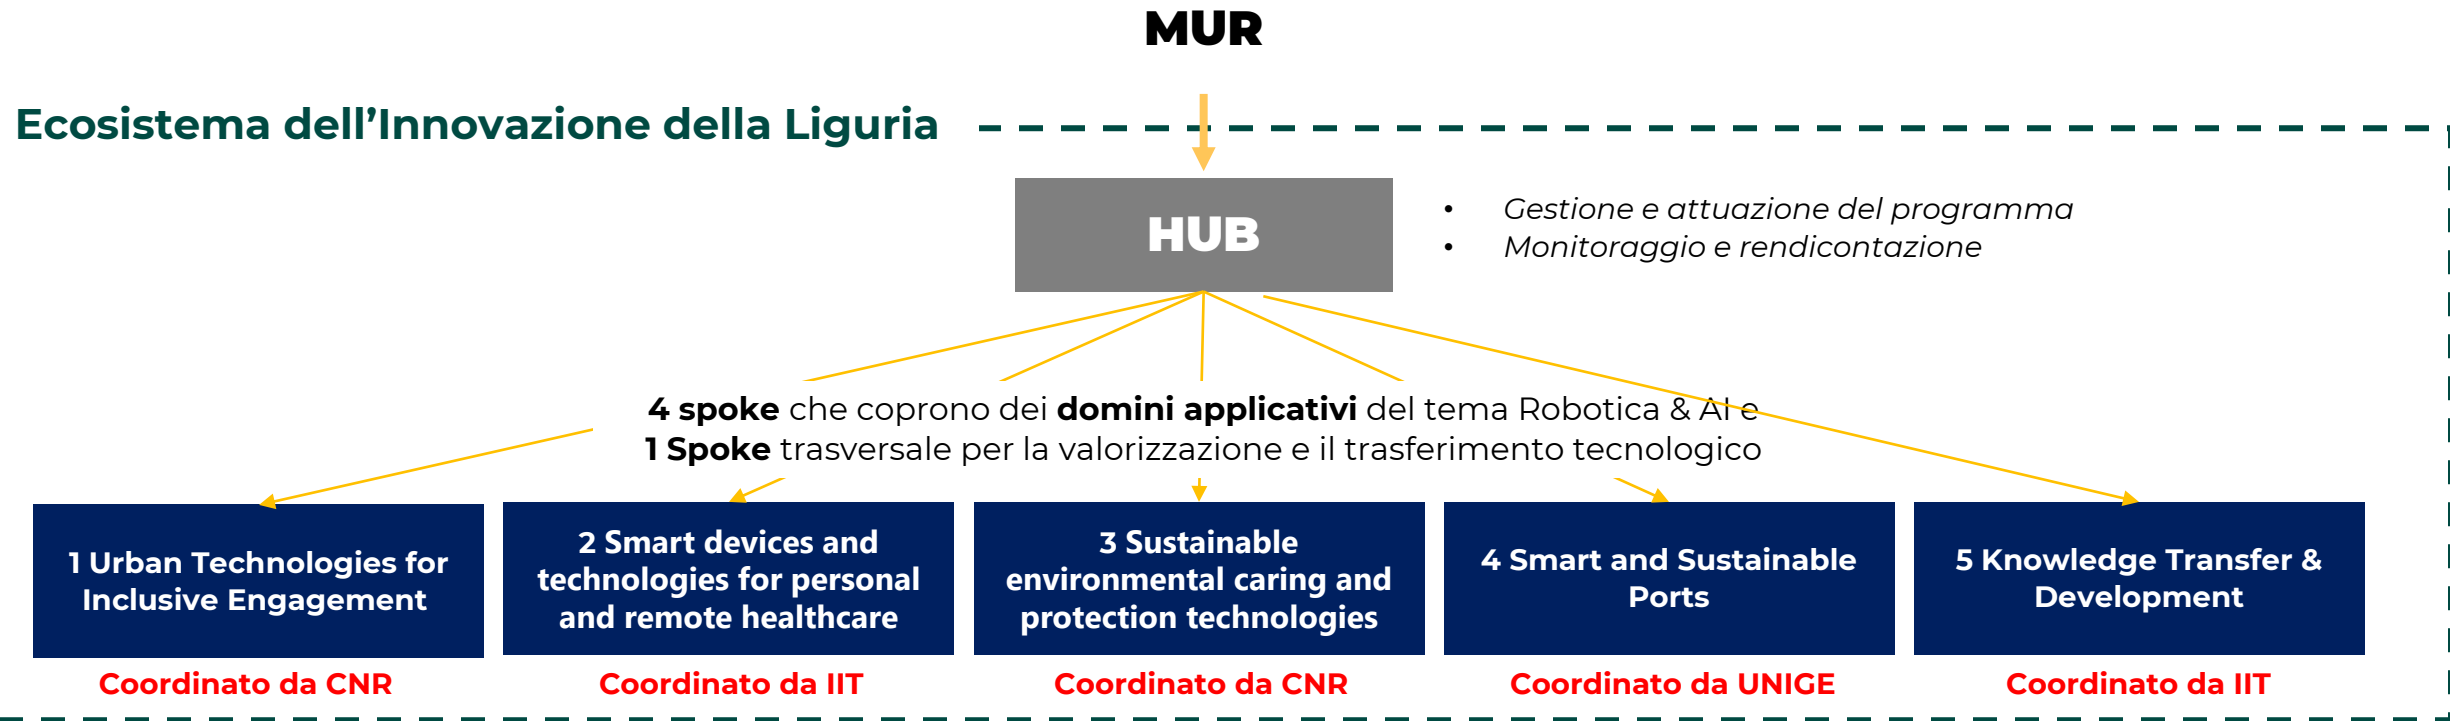 MUR
Ecosistema dell’Innovazione della Liguria
HUB
• Gestione e attuazione del programma
• Monitoraggio e rendicontazione
4 spoke che coprono dei domini applicativi del tema Robotica & AI e
1 Spoke trasversale per la valorizzazione e il trasferimento tecnologico
1 Urban Technologies for
Inclusive Engagement
Coordinato da CNR
2 Smart devices and
technologies for personal
and remote healthcare
Coordinato da IIT
3 Sustainable
environmental caring and
protection technologies
Coordinato da CNR
4 Smart and Sustainable
Ports
Coordinato da UNIGE
5 Knowledge Transfer &
Development
Coordinato da IIT